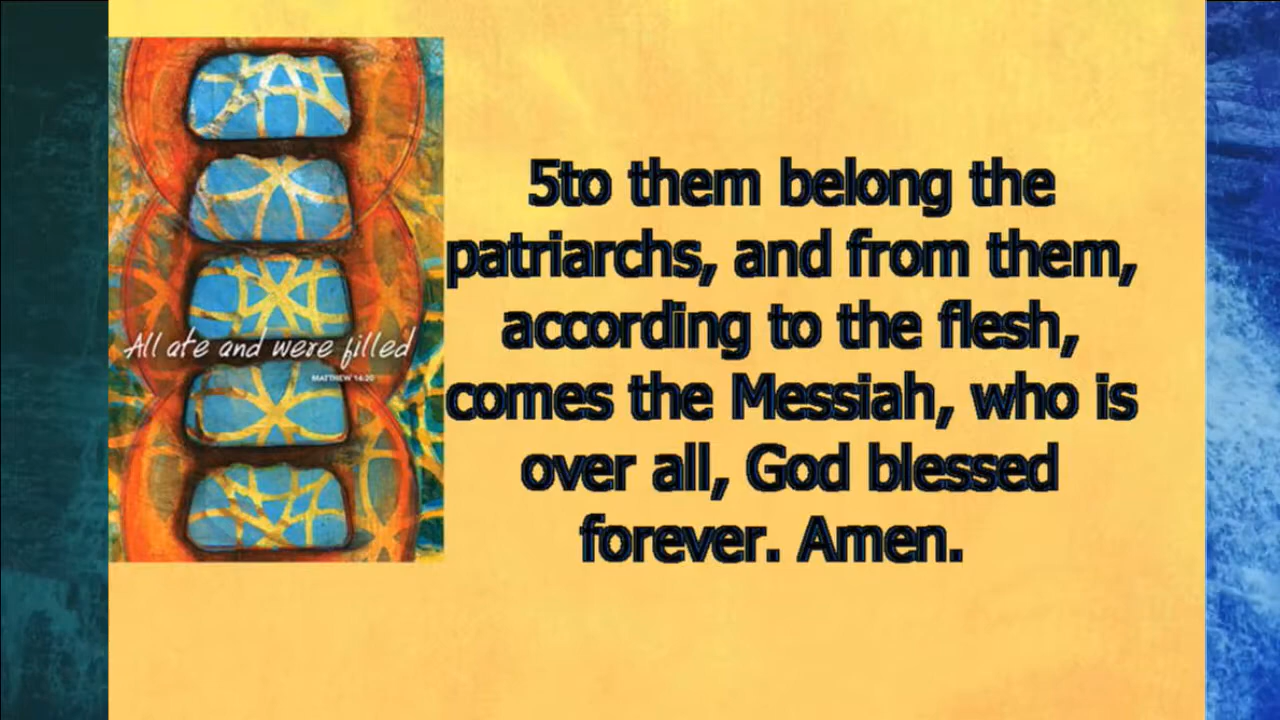 All ate and were filled
MATTHEW 14:20
5to them belong the
patriarchs, and from them,
according to the flesh,
comes the Messiah, who is
over all, God blessed
forever. Amen.